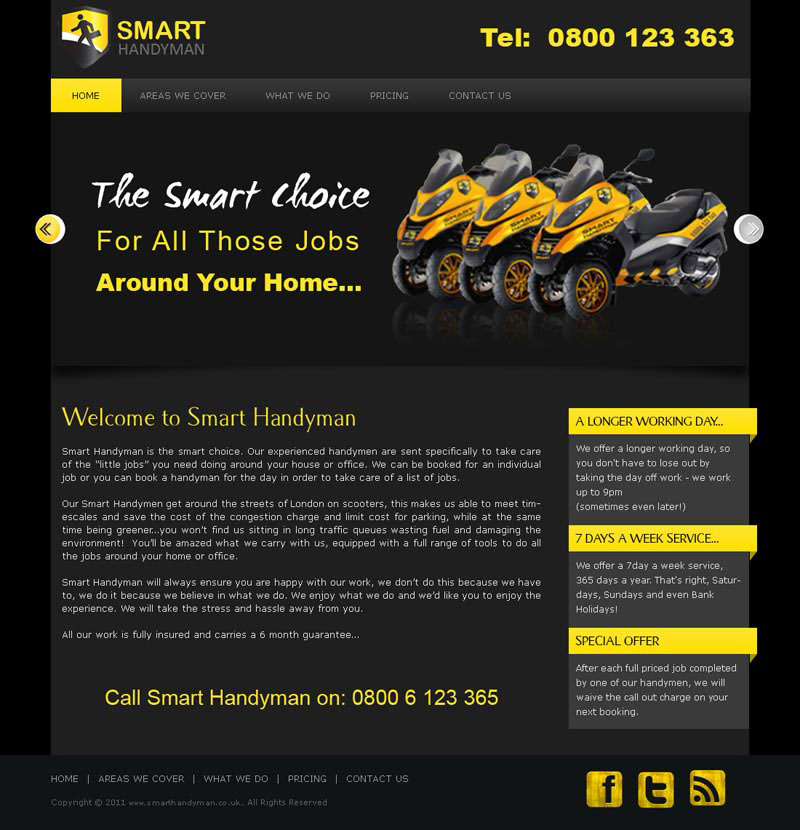 SMART
HANDYMAN
Tel: 0800 123 363
HOME
AREAS WE COVER
WHAT WE DO
PRICING
CONTACT US
The Smart Choice
For All Those Jobs
Around Your Home...
SMART
SMART
SMART
Welcome to Smart Handyman
Smart Handyman is the smart choice. Our experienced handymen are sent specifically to take care
of the "little jobs" you need doing around your house or office. We can be booked for an individual
job or you can book a handyman for the day in order to take care of a list of jobs.
Our Smart Handymen get around the streets of London on scooters, this makes us able to meet tim-
escales and save the cost of the congestion charge and limit cost for parking, while at the same
time being greener...you won't find us sitting in long traffic queues wasting fuel and damaging the
environment! You'll be amazed what we carry with us, equipped with a full range of tools to do all
the jobs around your home or office.
Smart Handyman will always ensure you are happy with our work, we don't do this because we have
to, we do it because we believe in what we do. We enjoy what we do and we'd like you to enjoy the
experience. We will take the stress and hassle away from you.
All our work is fully insured and carries a 6 month guarantee...
Call Smart Handyman on: 0800 6 123 365
A LONGER WORKING DAY...
We offer a longer working day, so
you don't have to lose out by
taking the day off work - we work
up to 9pm
(sometimes even later!)
7 DAYS A WEEK SERVICE...
We offer a 7day a week service,
365 days a year. That's right, Satur-
days, Sundays and even Bank
Holidays!
SPECIAL OFFER
After each full priced job completed
by one of our handymen, we will
waive the call out charge on your
next booking.
HOME | AREAS WE COVER | WHAT WE DO | PRICING | CONTACT US
Copyright © 2011 www.smarthandyman.co.uk, All Rights Reserved